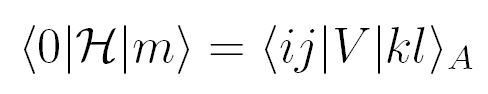 ⟨0|ℋ|m⟩ = ⟨ij|V|kl⟩_A